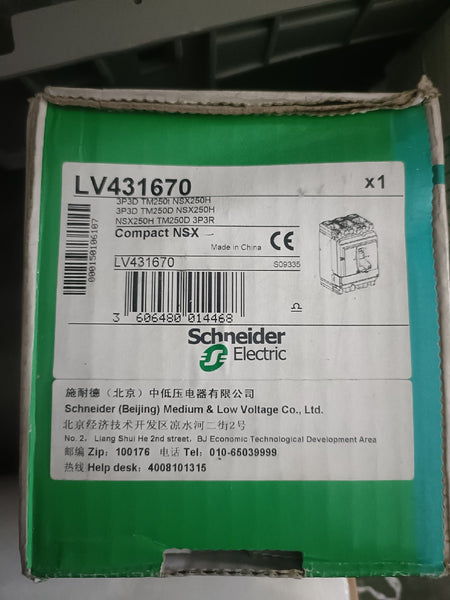 LV431670
x1
3P3D TM250I NSX250H
3P3D TM250D NSX250H
NSX250H TM250D 3P3R
Compact NSX
Made in China
CE
LV431670
S09335
000150106107
3 606480 014468
Schneider
Electric
施耐德（北京）中低压电器有限公司
Schneider (Beijing) Medium & Low Voltage Co., Ltd.
北京经济技术开发区凉水河二街2号
No. 2, Liang Shui He 2nd street, BJ Economic Technological Development Area
邮编 Zip: 100176 电话 Tel: 010-65039999
热线 Help desk: 4008101315